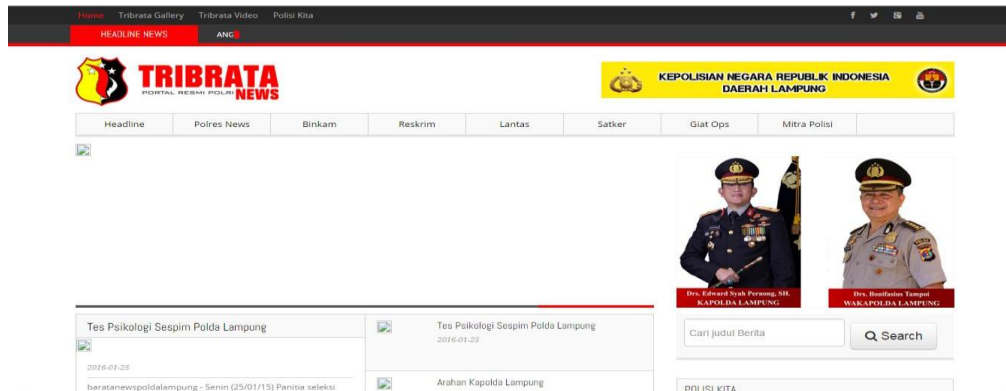 Home Tribrata Gallery Tribrata Video Polisi Kita
HEADLINE NEWS ANG
TRIBRATA
PORTAL RESMI POLRI NEWS
KEPOLISIAN NEGARA REPUBLIK INDONESIA
DAERAH LAMPUNG
Headline Polres News Binkam Reskrim Lantas Satker Giat Ops Mitra Polisi
Drs. Edward Syah Pernong, SH.
KAPOLDA LAMPUNG
Drs. Bonifasius Tampoi
WAKAPOLDA LAMPUNG
Tes Psikologi Sespim Polda Lampung
2016-01-25
baratanewspoldalampung - Senin (25/01/15) Panitia seleksi
Tes Psikologi Sespim Polda Lampung
2016-01-25
Arahan Kapolda Lampung
Cari judul Berita
Search
POLISI KITA